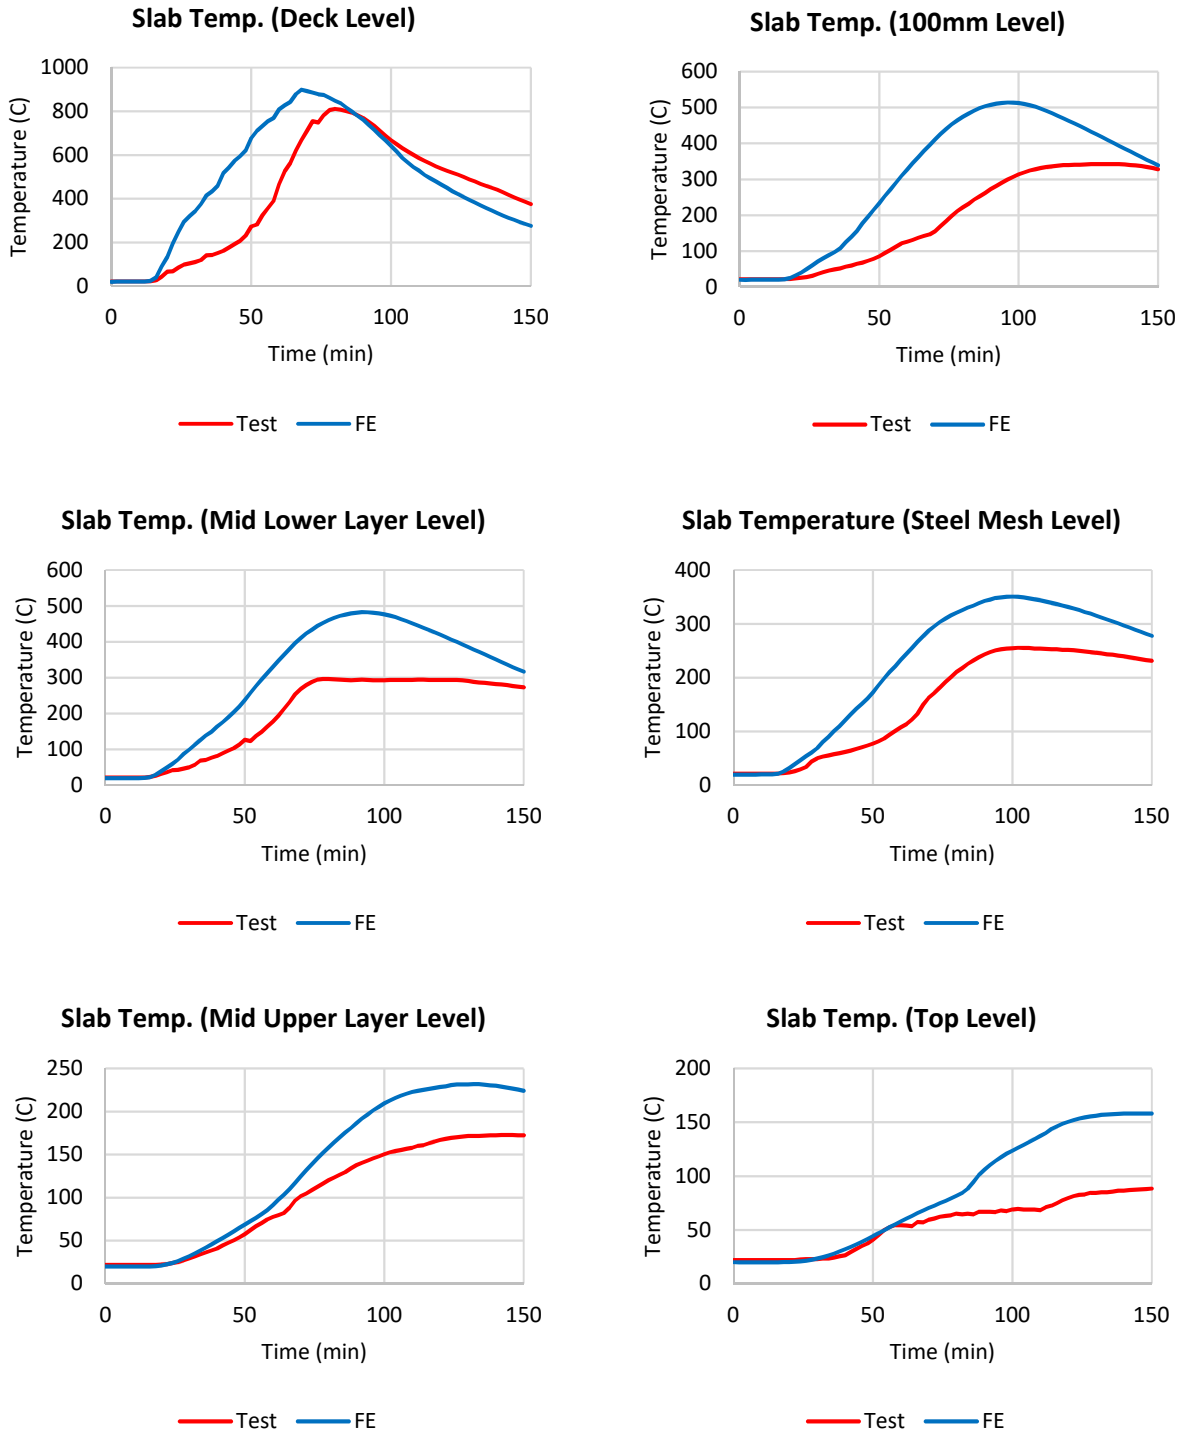 Slab Temp. (Deck Level)
Temperature (C)
1000
800
600
400
200
0
0 50 100 150
Time (min)
Test FE
Slab Temp. (100mm Level)
Temperature (C)
600
500
400
300
200
100
0
0 50 100 150
Time (min)
Test FE
Slab Temp. (Mid Lower Layer Level)
Temperature (C)
600
500
400
300
200
100
0
0 50 100 150
Time (min)
Test FE
Slab Temperature (Steel Mesh Level)
Temperature (C)
400
300
200
100
0
0 50 100 150
Time (min)
Test FE
Slab Temp. (Mid Upper Layer Level)
Temperature (C)
250
200
150
100
50
0
0 50 100 150
Time (min)
Test FE
Slab Temp. (Top Level)
Temperature (C)
200
150
100
50
0
0 50 100 150
Time (min)
Test FE